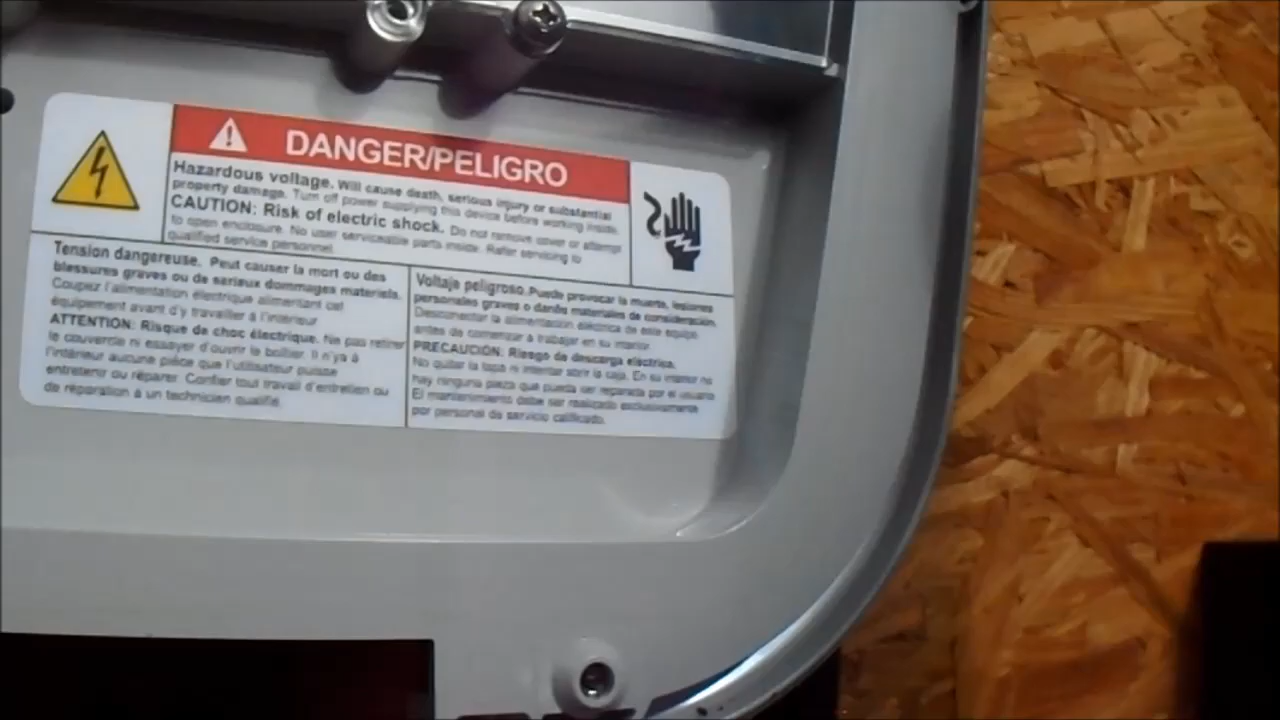 DANGER/PELIGRO
Hazardous voltage. Will cause death, serious injury or substantial
property damage. Turn off power supplying this device before working inside.
CAUTION: Risk of electric shock. Do not remove cover or attempt
to open enclosure. No user serviceable parts inside. Refer servicing to
qualified service personnel.
Tension dangereuse. Peut causer la mort ou des
blessures graves ou de serieux dommages materiels.
Coupez l'alimentation électrique alimentant cet
équipement avant d'y travailler à l'intérieur
ATTENTION: Risque de choc électrique. Ne pas retirer
le couvercle ni essayer d'ouvrir le boîtier. Il n'y a
l'intérieur aucune pièce que l'utilisateur puisse
entretenir ou réparer. Confier tout travail d'entretien ou
de réparation à un technicien qualifié.
Voltaje peligroso. Puede provocar la muerte, lesiones
personales graves o daños materiales de consideración.
Desconectar la alimentación eléctrica de este equipo
antes de comenzar a trabajar en su interior.
PRECAUCION: Riesgo de descarga electrica.
No quitar la tapa ni intentar abrir la caja. En su interior no
hay ninguna pieza que pueda ser reparada por el usuario
El mantenimiento debe ser realizado exclusivamente
por personal de servicio calificado.